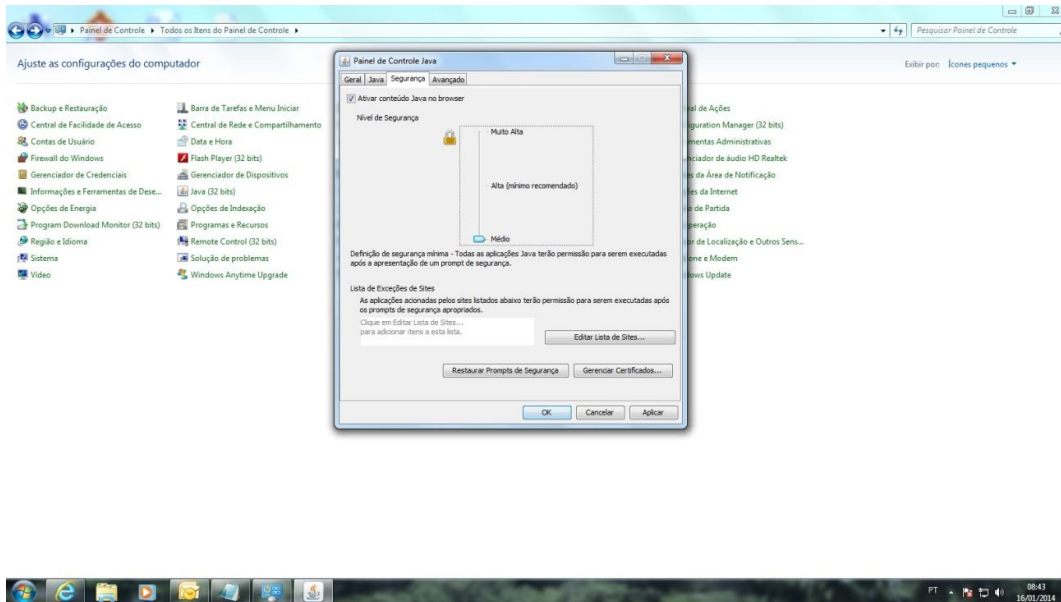 Painel de Controle ▸ Todos os Itens do Painel de Controle ▸
Pesquisar Painel de Controle
Ajuste as configurações do computador
Exibir por: Ícones pequenos
Backup e Restauração
Central de Facilidade de Acesso
Contas de Usuário
Firewall do Windows
Gerenciador de Credenciais
Informações e Ferramentas de Dese...
Opções de Energia
Program Download Monitor (32 bits)
Região e Idioma
Sistema
Vídeo
Barra de Tarefas e Menu Iniciar
Central de Rede e Compartilhamento
Data e Hora
Flash Player (32 bits)
Gerenciador de Dispositivos
Java (32 bits)
Opções de Indexação
Programas e Recursos
Remote Control (32 bits)
Solução de problemas
Windows Anytime Upgrade
Painel de Controle Java
Geral Java Segurança Avançado
Ativar conteúdo Java no browser
Nível de Segurança
Muito Alta
Alta (mínimo recomendado)
Médio
Definição de segurança mínima - Todas as aplicações Java terão permissão para serem executadas
após a apresentação de um prompt de segurança.
Lista de Exceções de Sites
As aplicações acionadas pelos sites listados abaixo terão permissão para serem executadas após
os prompts de segurança apropriados.
Clique em Editar Lista de Sites...
para adicionar itens a esta lista.
Editar Lista de Sites...
Restaurar Prompts de Segurança Gerenciar Certificados...
OK Cancelar Aplicar
de Ações
Manager (32 bits)
Administrativas
de áudio HD Realtek
da Área de Notificação
da Internet
de Partida
de Localização e Outros Sens...
e Modem
Update
PT
08:43
16/01/2014